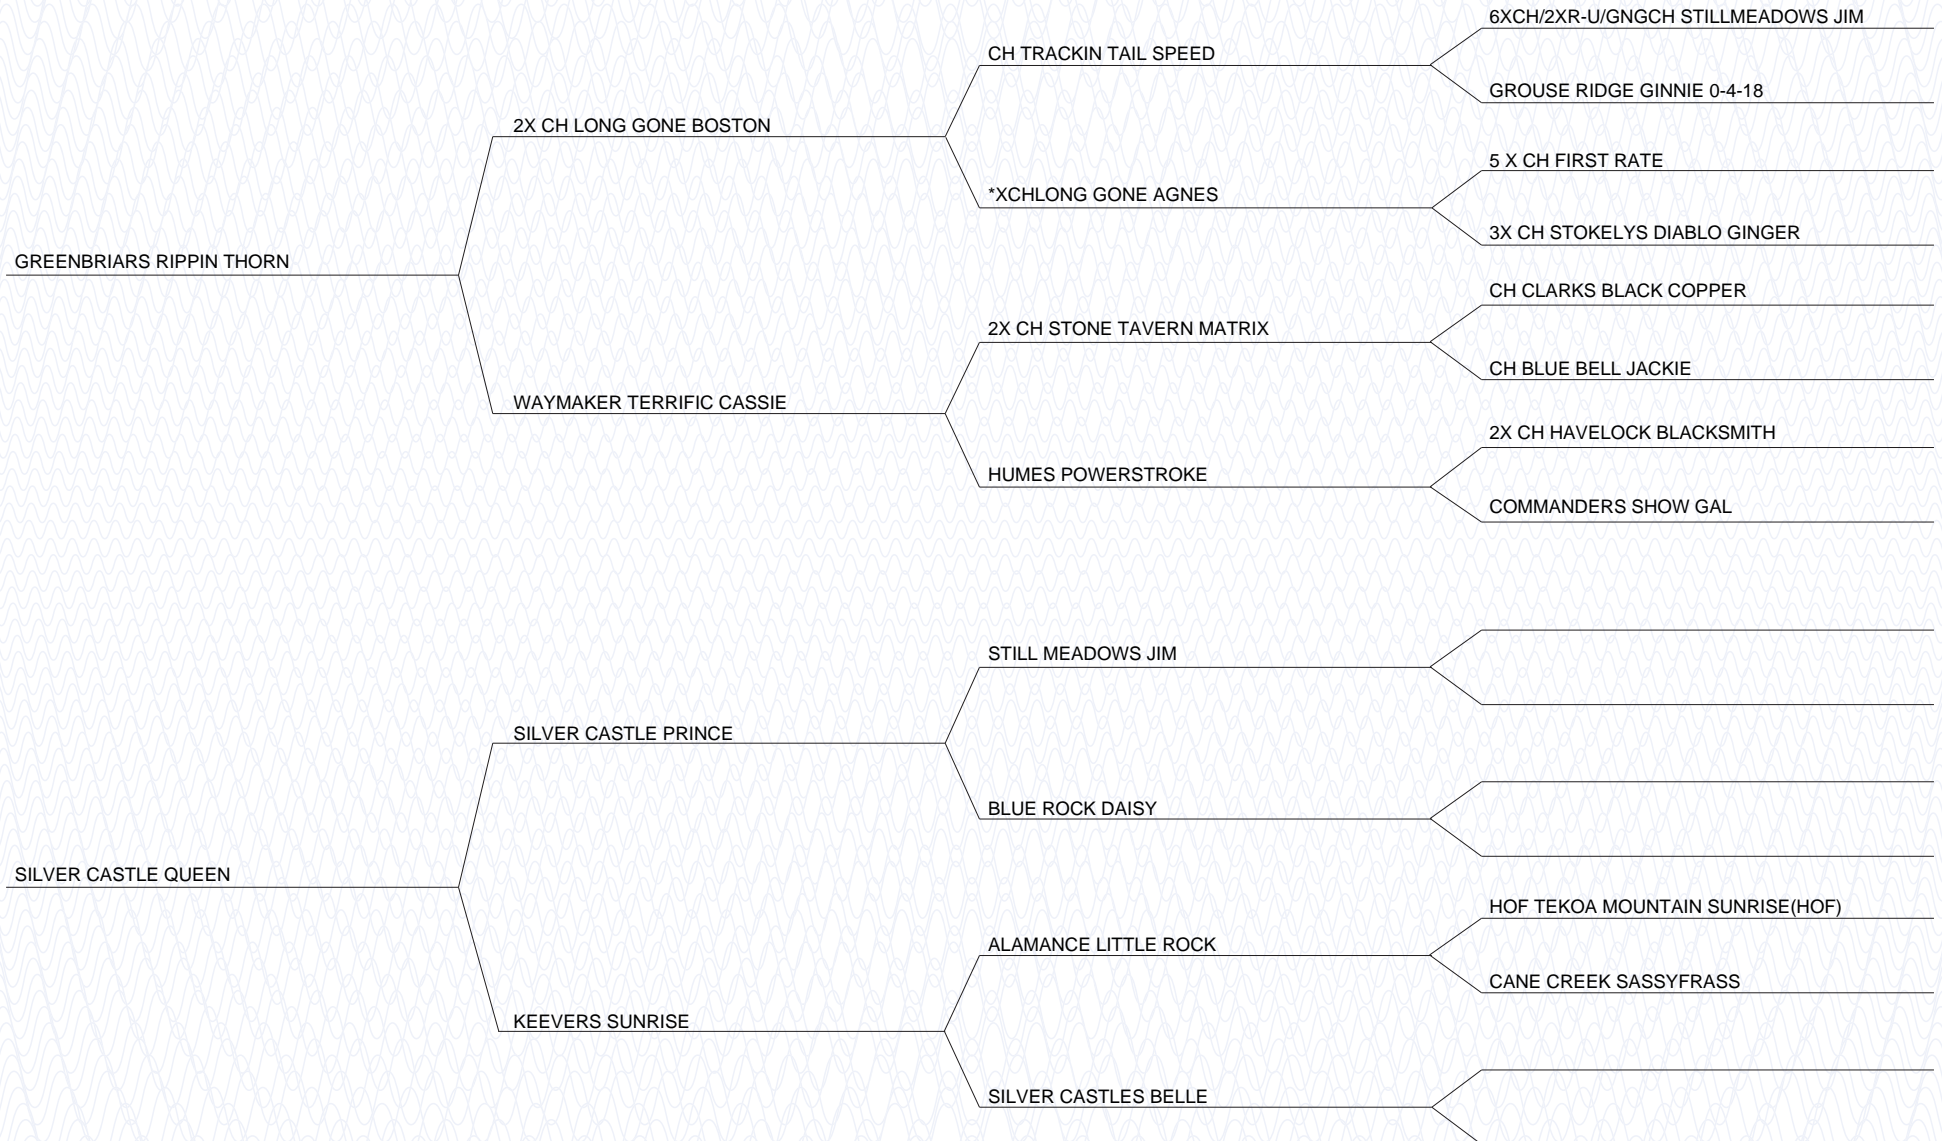 6XCH/2XR-U/GNGCH STILLMEADOWS JIM
CH TRACKIN TAIL SPEED
GROUSE RIDGE GINNIE 0-4-18
2X CH LONG GONE BOSTON
5 X CH FIRST RATE
*XCHLONG GONE AGNES
3X CH STOKELYS DIABLO GINGER
GREENBRIARS RIPPIN THORN
CH CLARKS BLACK COPPER
2X CH STONE TAVERN MATRIX
CH BLUE BELL JACKIE
WAYMAKER TERRIFIC CASSIE
2X CH HAVELOCK BLACKSMITH
HUMES POWERSTROKE
COMMANDERS SHOW GAL
STILL MEADOWS JIM
SILVER CASTLE PRINCE
BLUE ROCK DAISY
SILVER CASTLE QUEEN
HOF TEKOA MOUNTAIN SUNRISE(HOF)
ALAMANCE LITTLE ROCK
CANE CREEK SASSYFRASS
KEEVERS SUNRISE
SILVER CASTLES BELLE